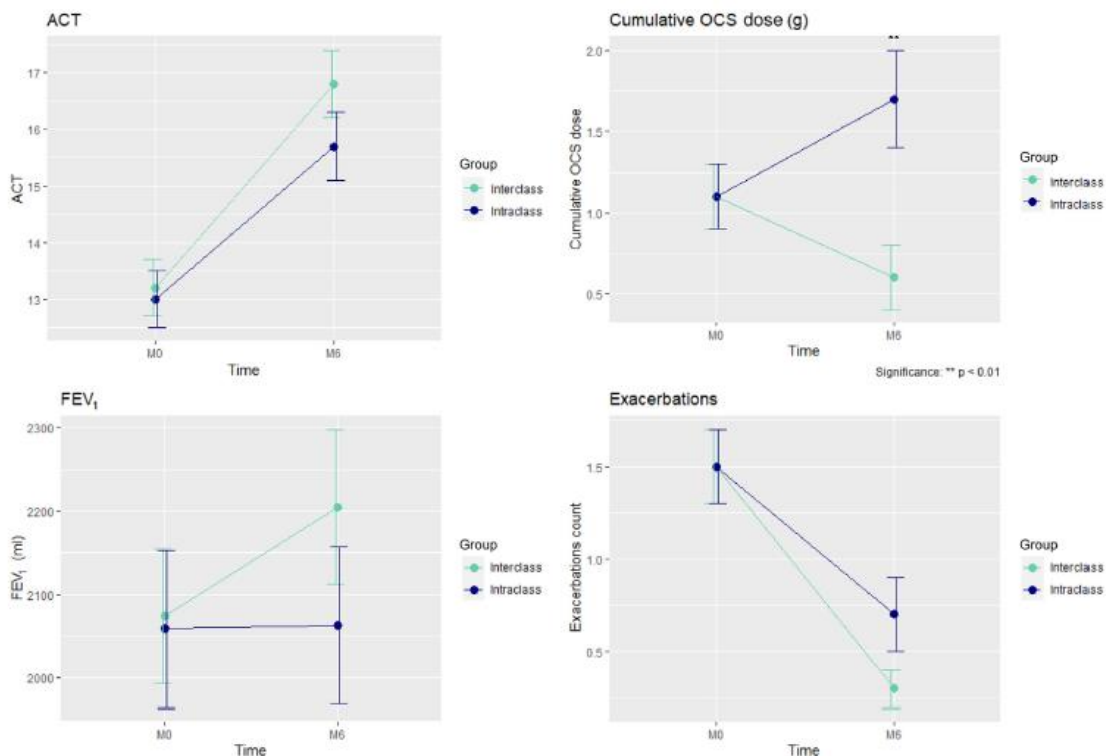 ACT
17
16
15
14
13
ACT
M0
M6
Time
Group
Interclass
Intraclass
Cumulative OCS dose (g)
**
2.0
1.5
1.0
0.5
Cumulative OCS dose
M0
M6
Time
Group
Interclass
Intraclass
Significance: ** p < 0.01
FEV₁
2300
2200
2100
2000
FEV₁ (ml)
M0
M6
Time
Group
Interclass
Intraclass
Exacerbations
1.5
1.0
0.5
Exacerbations count
M0
M6
Time
Group
Interclass
Intraclass